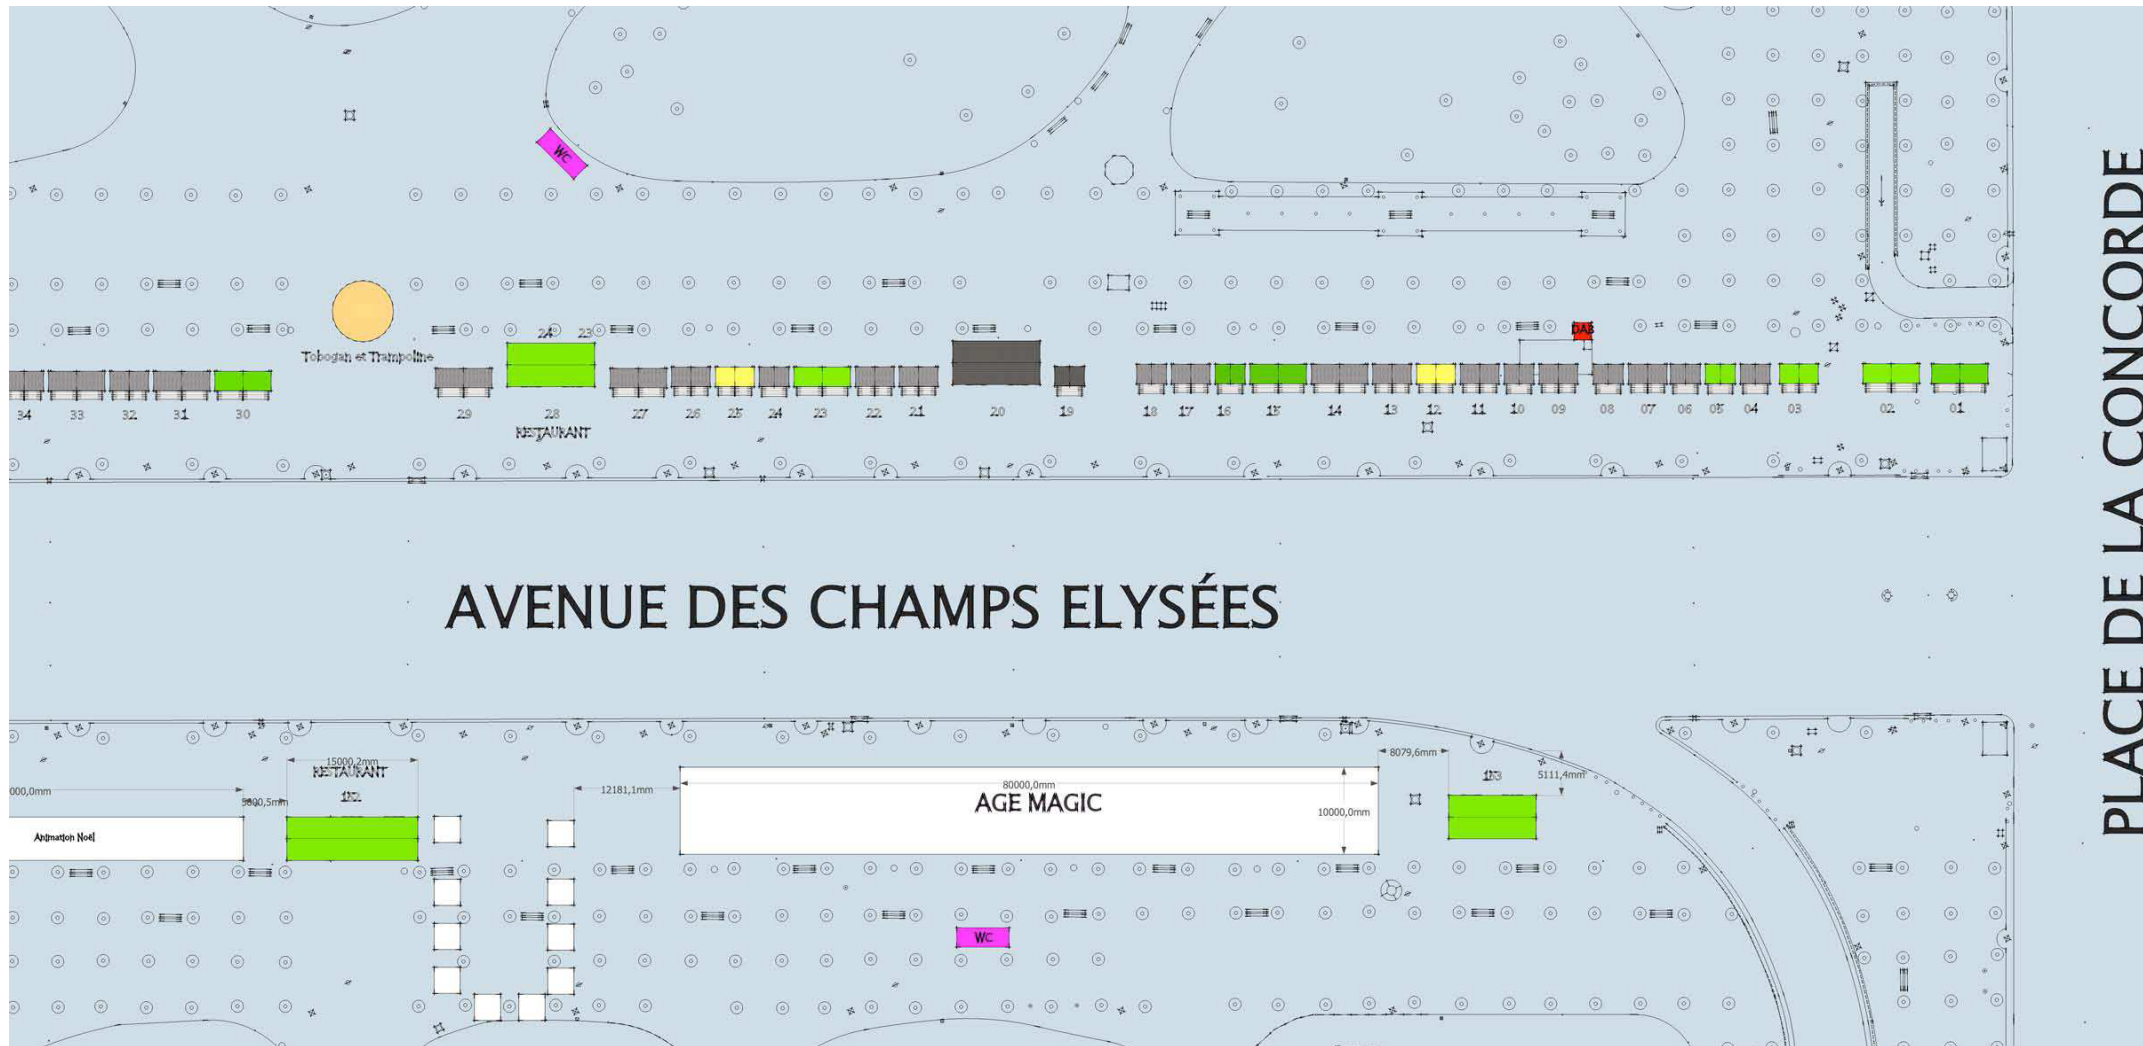 WC
DAB
24 23
Tobogan et Trampoline
34 33 32 31 30 29 28 27 26 25 24 23 22 21 20 19 18 17 16 15 14 13 12 11 10 09 08 07 06 05 04 03 02 01
RESTAURANT
AVENUE DES CHAMPS ELYSÉES
PLACE DE LA CONCORDE
15000,2mm
RESTAURANT
8079,6mm
5111,4mm
000,0mm
12181,1mm
80000,0mm
AGE MAGIC
10000,0mm
Animation Noël
WC